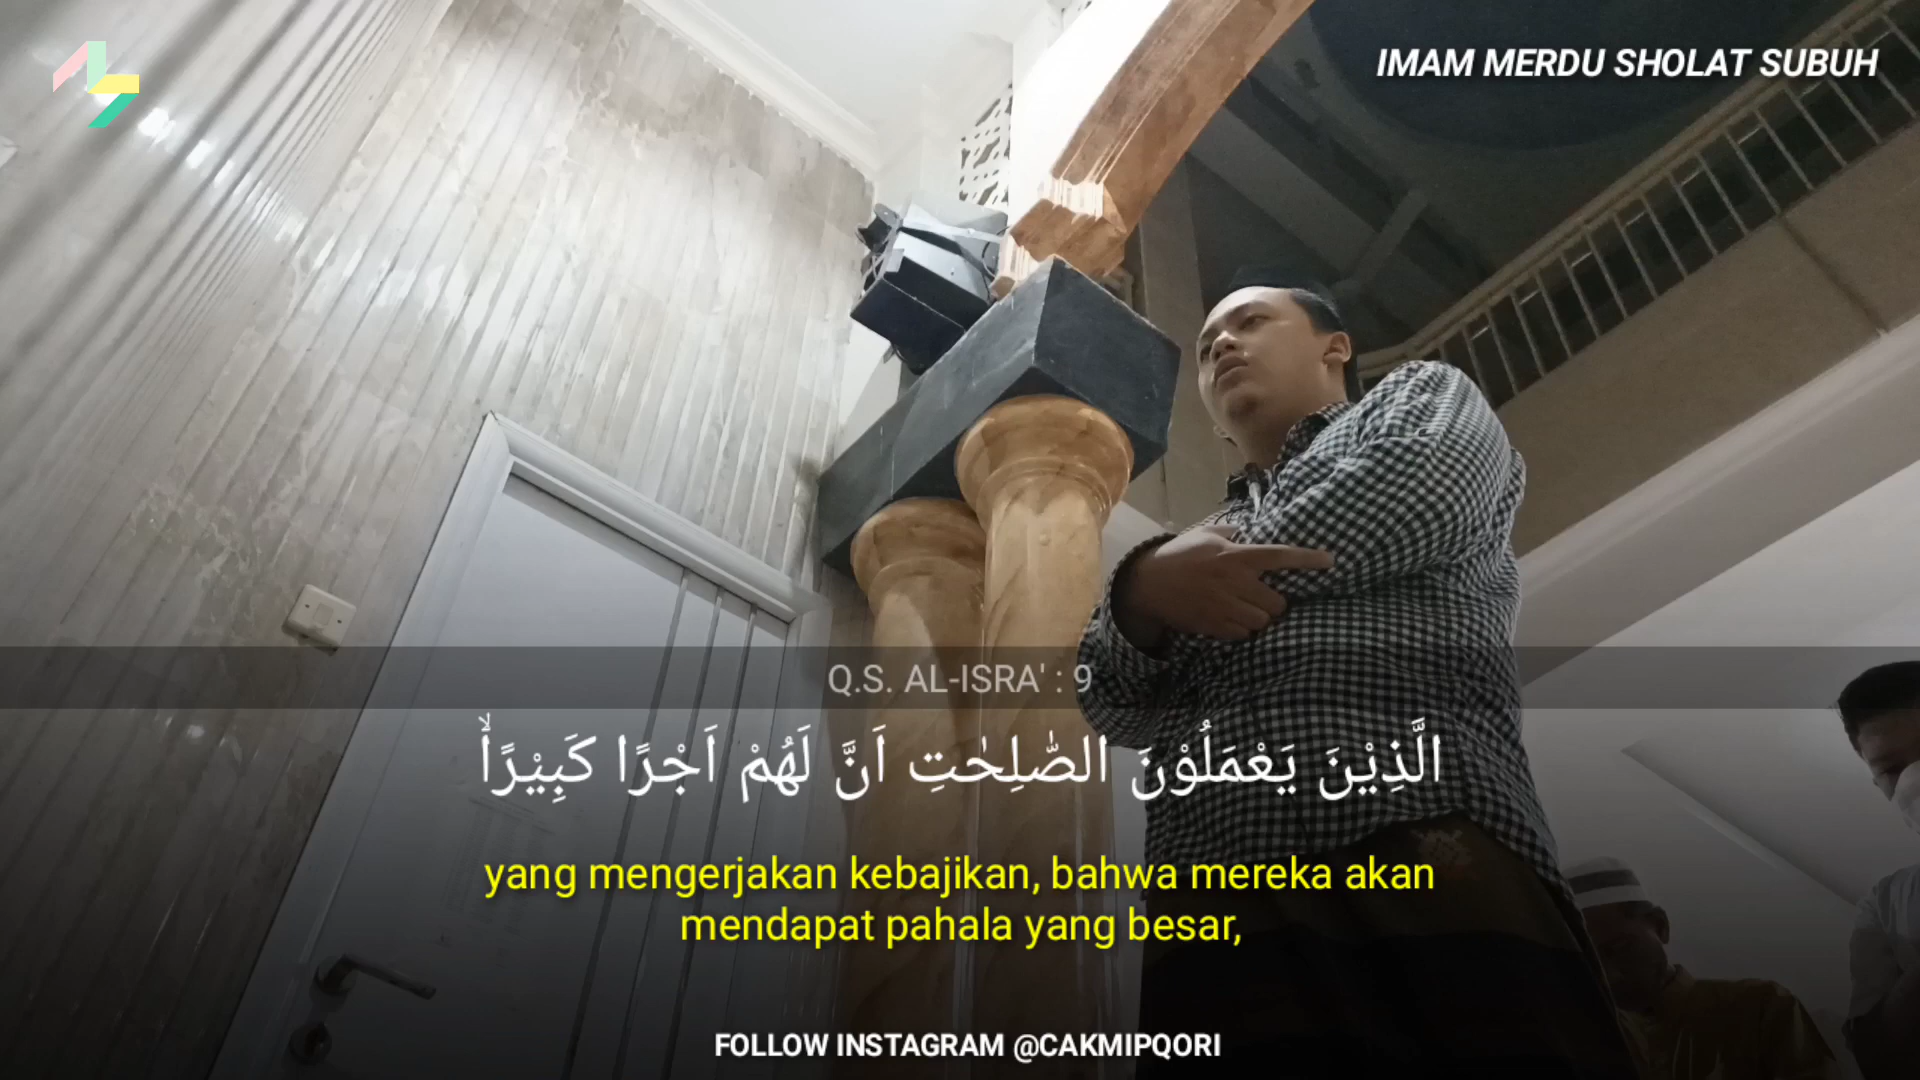 IMAM MERDU SHOLAT SUBUH
Q.S. AL-ISRA' : 9
الَّذِيْنَ يَعْمَلُوْنَ الصّٰلِحٰتِ اَنَّ لَهُمْ اَجْرًا كَبِيْرًاۙ
yang mengerjakan kebajikan, bahwa mereka akan
mendapat pahala yang besar,
FOLLOW INSTAGRAM @CAKMIPQORI